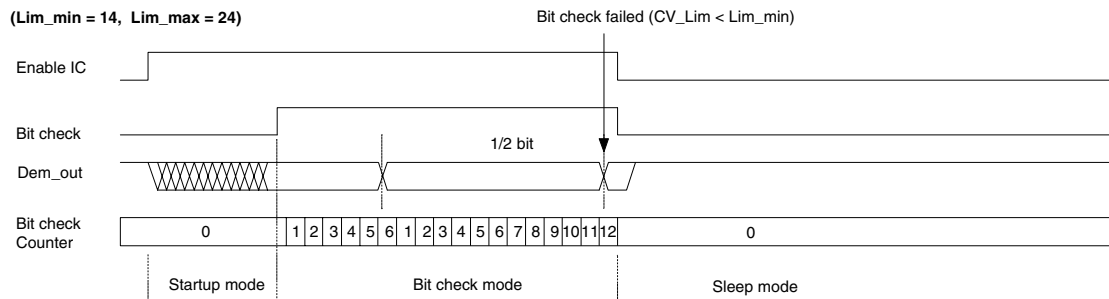 (Lim_min = 14, Lim_max = 24)
Bit check failed (CV_Lim < Lim_min)
Enable IC
Bit check
1/2 bit
Dem_out
Bit check
Counter
0
1 2 3 4 5 6 1 2 3 4 5 6 7 8 9 10 11 12
0
Startup mode
Bit check mode
Sleep mode